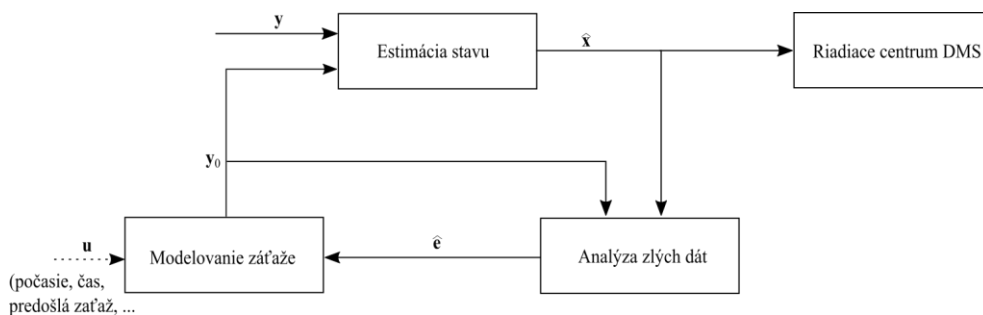 y
Estimácia stavu
x̂
Riadiace centrum DMS
y₀
u
Modelovanie záťaže
ê
Analýza zlých dát
(počasie, čas,
predošlá zaťaž, ...